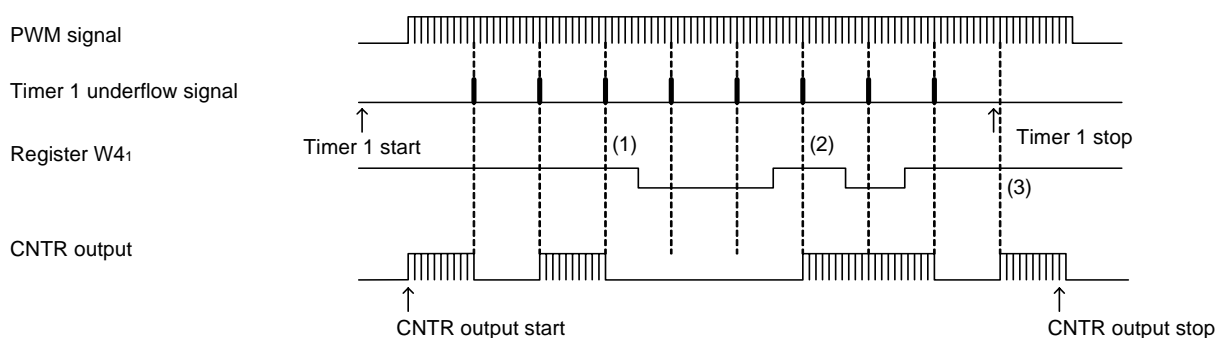 PWM signal
Timer 1 underflow signal
Timer 1 start
Timer 1 stop
Register W41
(1)
(2)
(3)
CNTR output
CNTR output start
CNTR output stop